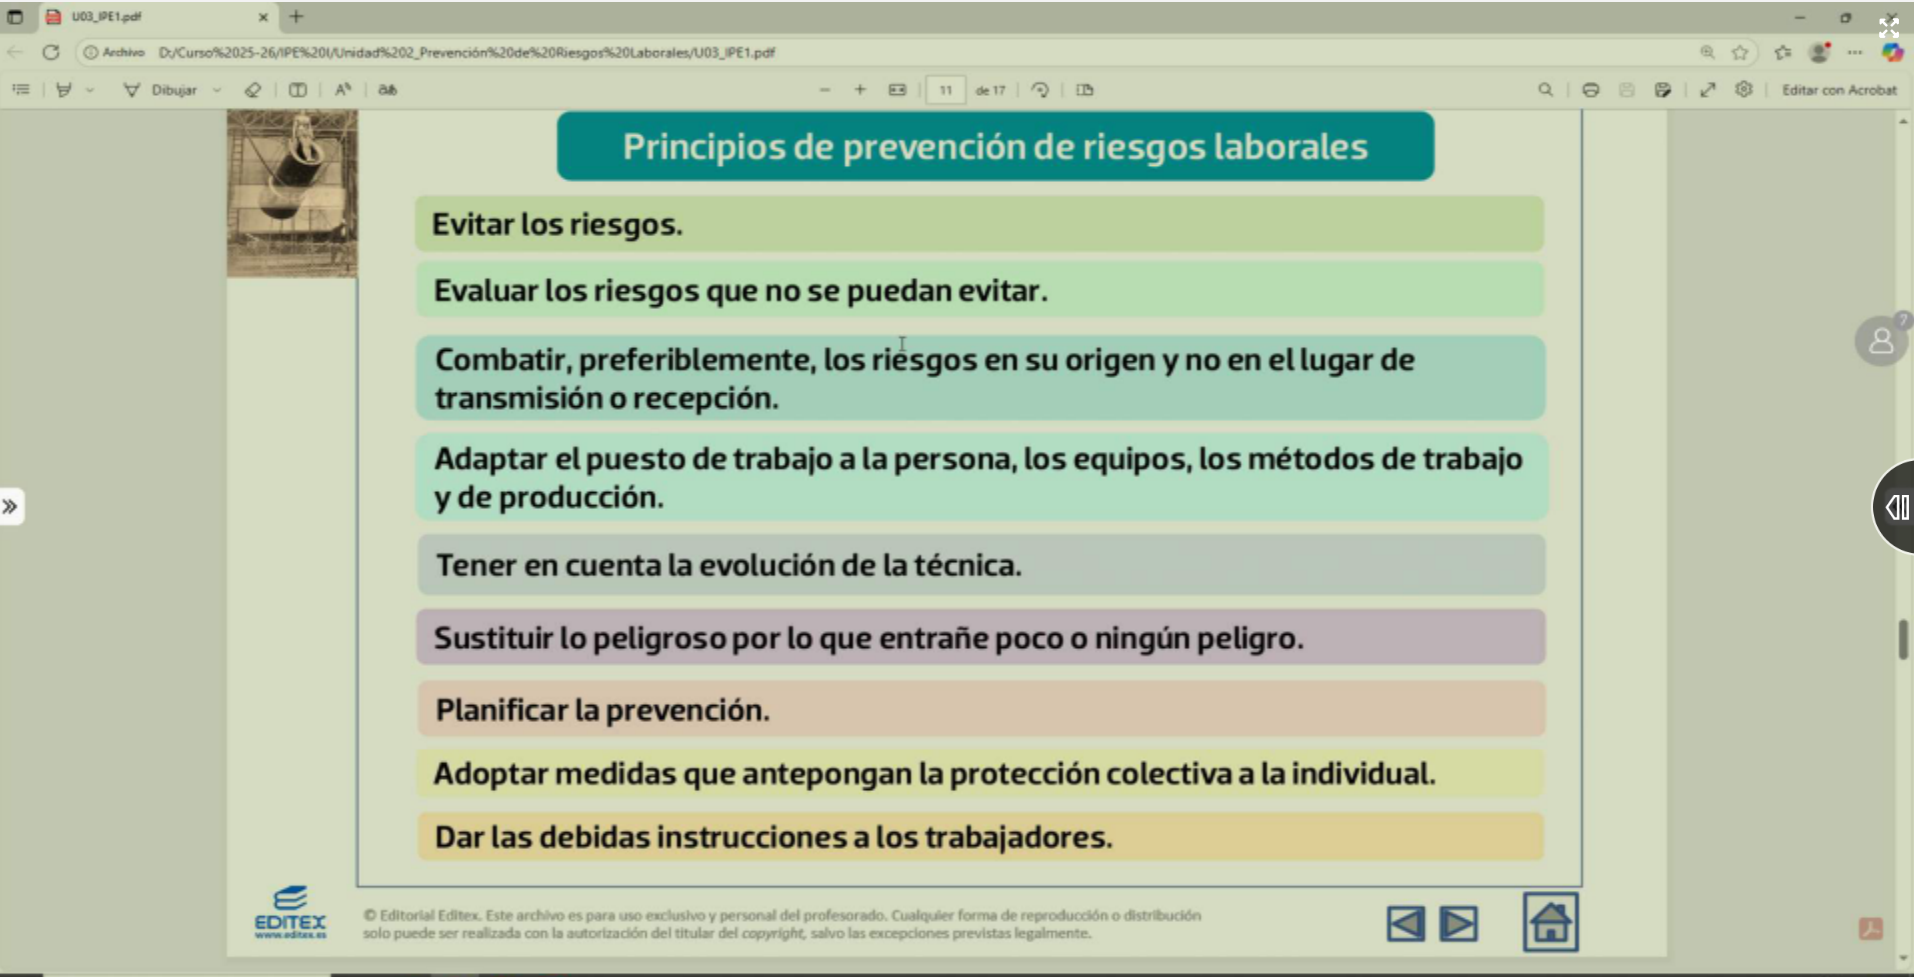 U03_IPE1.pdf
Archivo D:/Curso%2025-26/IPE%20I/Unidad%202_Prevención%20de%20Riesgos%20Laborales/U03_IPE1.pdf
Dibujar
11 de 17
Editar con Acrobat
Principios de prevención de riesgos laborales
Evitar los riesgos.
Evaluar los riesgos que no se puedan evitar.
Combatir, preferiblemente, los riesgos en su origen y no en el lugar de
transmisión o recepción.
Adaptar el puesto de trabajo a la persona, los equipos, los métodos de trabajo
y de producción.
Tener en cuenta la evolución de la técnica.
Sustituir lo peligroso por lo que entrañe poco o ningún peligro.
Planificar la prevención.
Adoptar medidas que antepongan la protección colectiva a la individual.
Dar las debidas instrucciones a los trabajadores.
7
EDITEX
www.editex.es
© Editorial Editex. Este archivo es para uso exclusivo y personal del profesorado. Cualquier forma de reproducción o distribución
solo puede ser realizada con la autorización del titular del copyright, salvo las excepciones previstas legalmente.